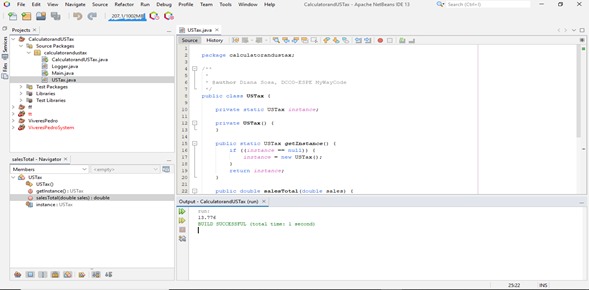 File Edit View Navigate Source Refactor Run Debug Profile Team Tools Window Help CalculatorandUSTax - Apache NetBeans IDE 13 Search (Ctrl+I)
207.1/1002MB
Projects
CalculatorandUSTax
Source Packages
calculatorandustax
CalculatorandUSTax.java
Logger.java
Main.java
USTax.java
Test Packages
Libraries
Test Libraries
ViveresPedro
ViveresPedroSystem
Services
Files
salesTotal - Navigator
Members <empty>
USTax
USTax()
getInstance() : USTax
salesTotal(double sales) : double
instance : USTax
USTax.java
Source History
1
2 package calculatorandustax;
3
4 /**
5 *
6 * @author Diana Sosa, DCCO-ESPE MyWayCode
7 */
8 public class USTax {
9
10 private static USTax instance;
11
12 private USTax() {
13 }
14
15 public static USTax getInstance() {
16 if ((instance == null)) {
17 instance = new USTax();
18 }
19 return instance;
20 }
21
22 public double salesTotal(double sales) {
Output - CalculatorandUSTax (run)
run:
13.776
BUILD SUCCESSFUL (total time: 1 second)
25:22 INS